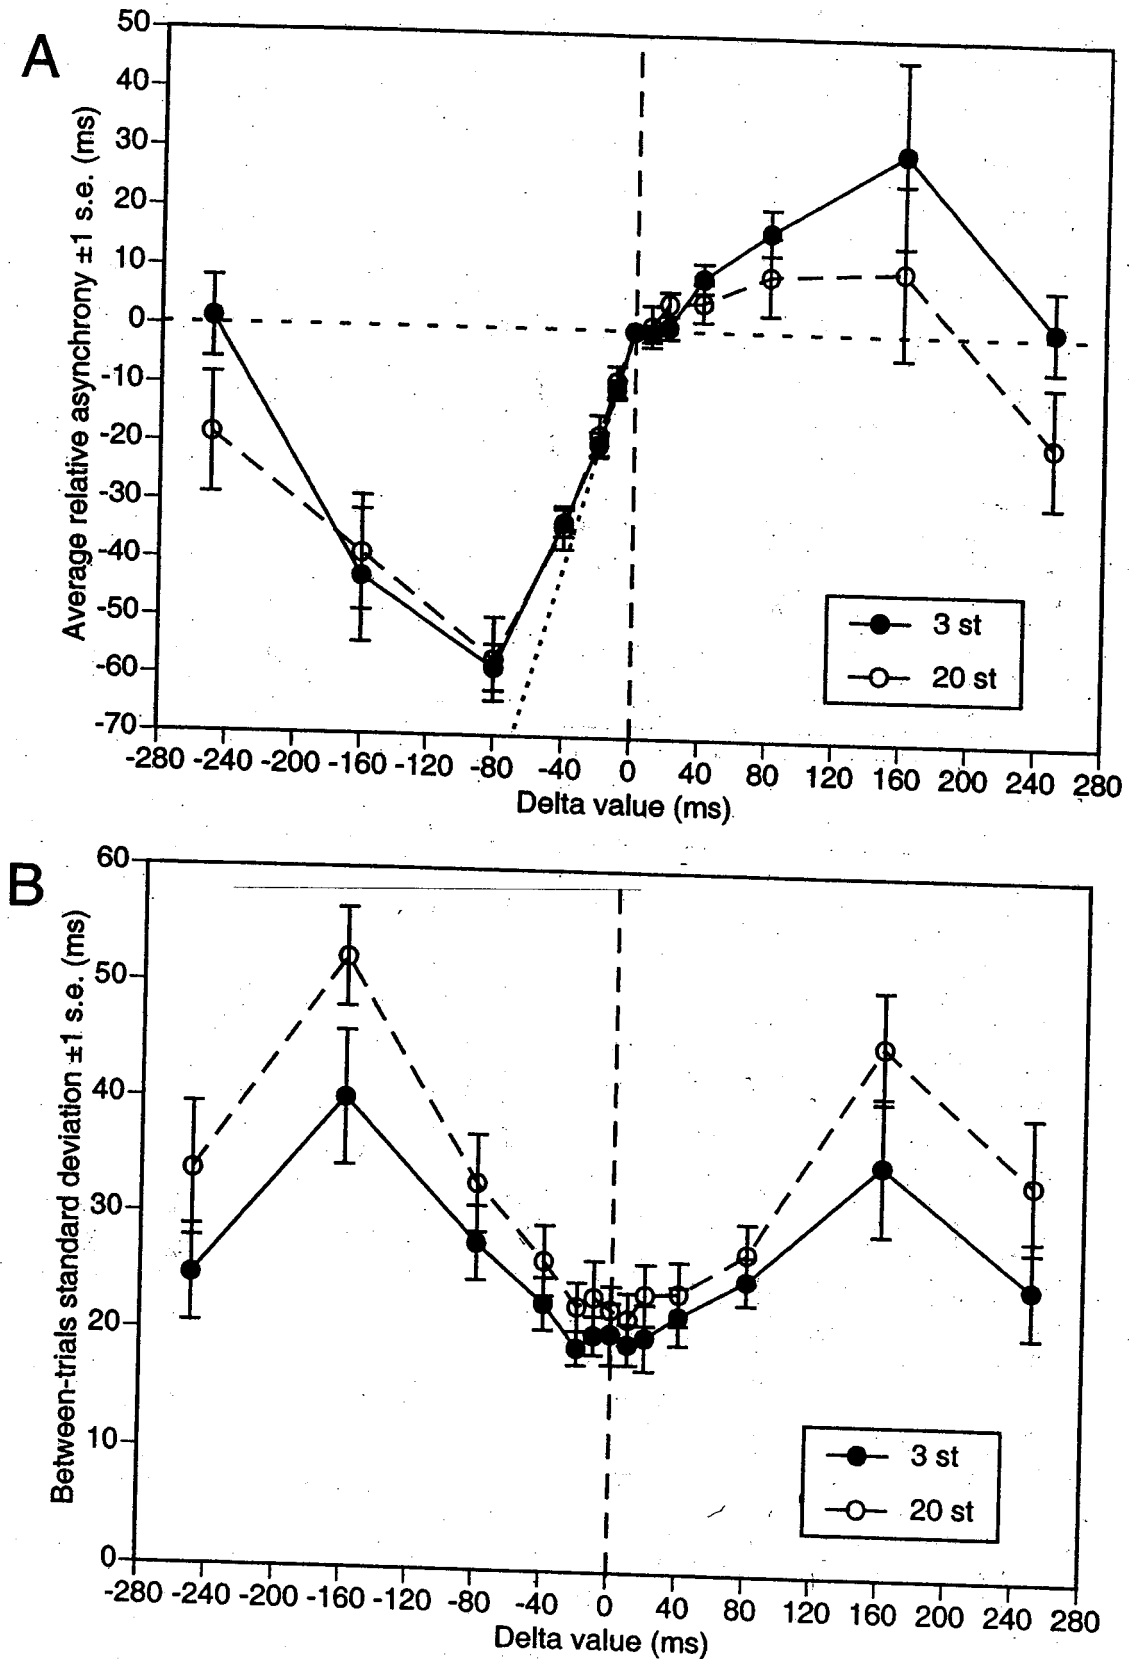 A
Average relative asynchrony ±1 s.e. (ms)
50
40
30
20
10
0
-10
-20
-30
-40
-50
-60
-70
-280 -240 -200 -160 -120 -80 -40 0 40 80 120 160 200 240 280
Delta value (ms)
3 st
20 st
B
Between-trials standard deviation ±1 s.e. (ms)
60
50
40
30
20
10
0
-280 -240 -200 -160 -120 -80 -40 0 40 80 120 160 200 240 280
Delta value (ms)
3 st
20 st